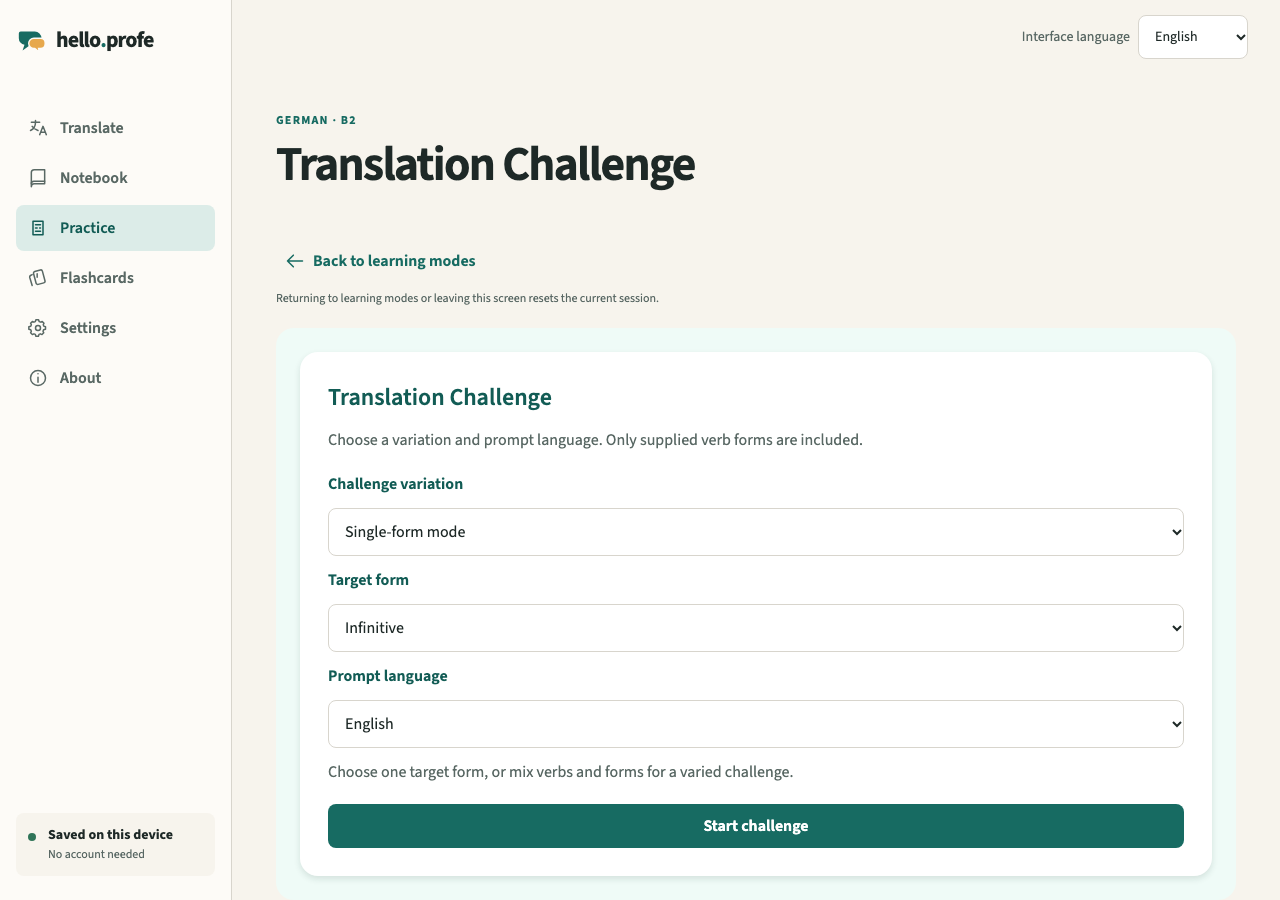 hello.profe
Interface language
English
Translate
Notebook
Practice
Flashcards
Settings
About
GERMAN · B2
Translation Challenge
Back to learning modes
Returning to learning modes or leaving this screen resets the current session.
Translation Challenge
Choose a variation and prompt language. Only supplied verb forms are included.
Challenge variation
Single-form mode
Target form
Infinitive
Prompt language
English
Choose one target form, or mix verbs and forms for a varied challenge.
Start challenge
Saved on this device
No account needed